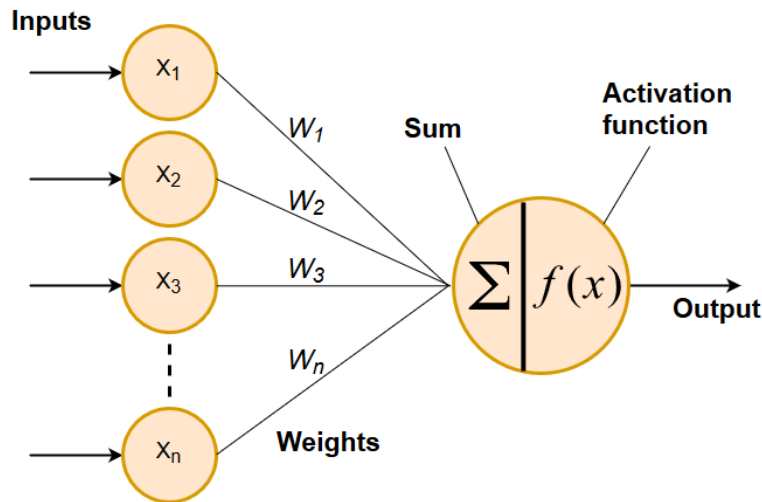 Inputs
X₁
X₂
X₃
Xₙ
W₁
W₂
W₃
Wₙ
Weights
Sum
Activation
function
Σ f(x)
Output